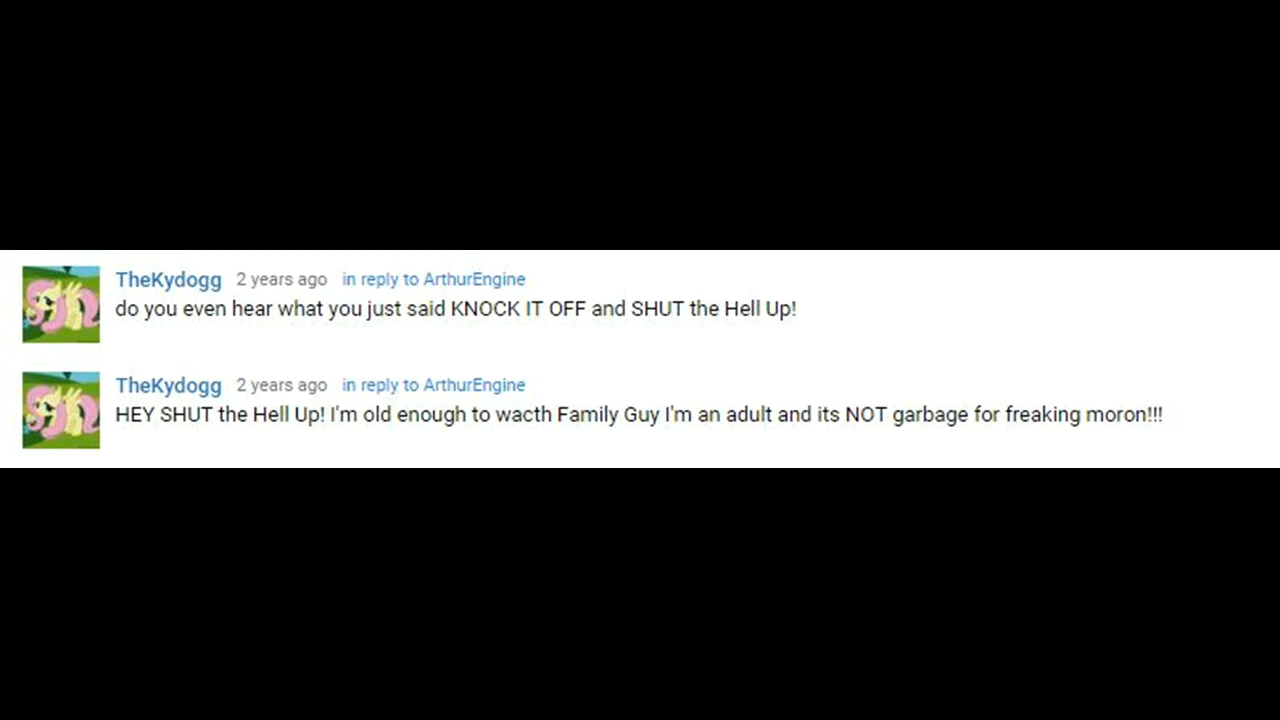 TheKydogg 2 years ago in reply to ArthurEngine
do you even hear what you just said KNOCK IT OFF and SHUT the Hell Up!
TheKydogg 2 years ago in reply to ArthurEngine
HEY SHUT the Hell Up! I'm old enough to wacth Family Guy I'm an adult and its NOT garbage for freaking moron!!!